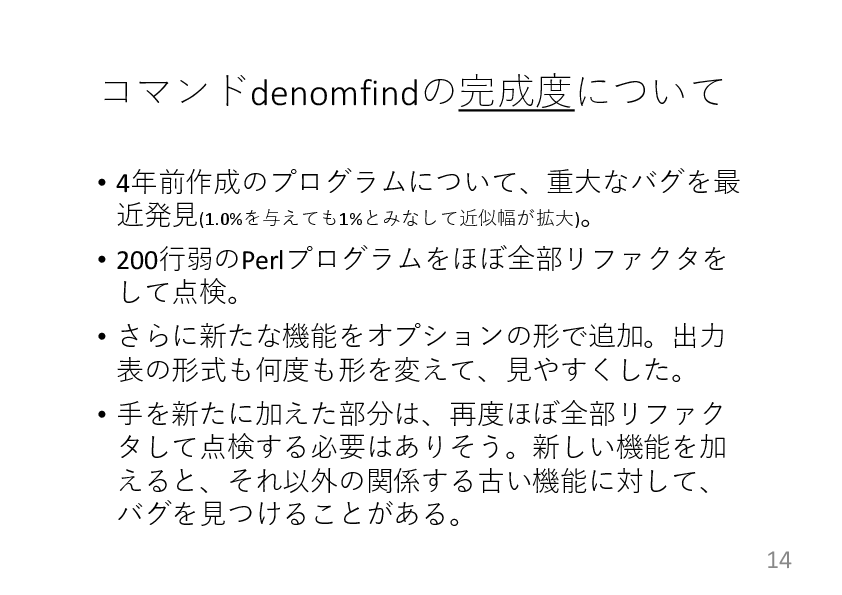 コマンドdenomfindの完成度について
• 4年前作成のプログラムについて、重大なバグを最
近発見(1.0%を与えても1%とみなして近似幅が拡大)。
• 200行弱のPerlプログラムをほぼ全部リファクタを
して点検。
• さらに新たな機能をオプションの形で追加。出力
表の形式も何度も形を変えて、見やすくした。
• 手を新たに加えた部分は、再度ほぼ全部リファク
タして点検する必要はありそう。新しい機能を加
えると、それ以外の関係する古い機能に対して、
バグを見つけることがある。
14